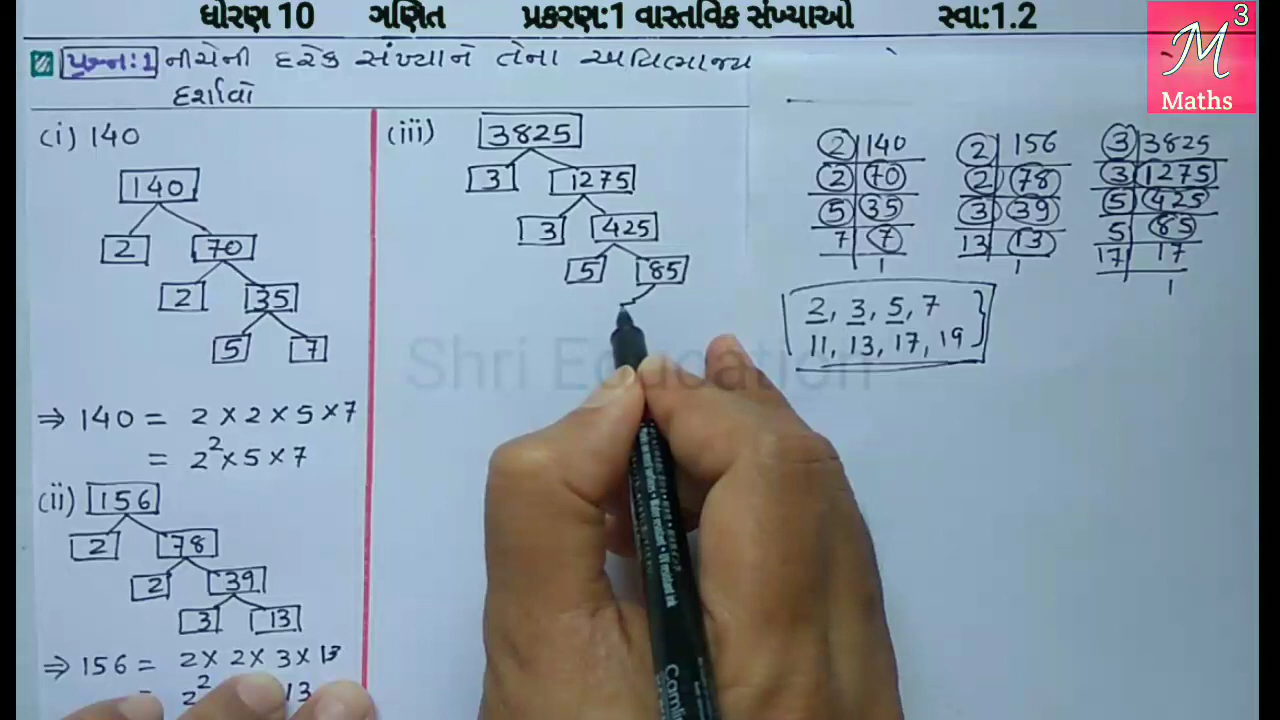 ધોરણ 10 ગણિત પ્રકરણ:1 વાસ્તવિક સંખ્યાઓ સ્વા:1.2
3
M
Maths
પ્રશ્ન:1 નીચેની દરેક સંખ્યાને તેના અવિભાજ્ય
દર્શાવો
(i) 140
140
2 70
2 35
5 7
⇒ 140 = 2 × 2 × 5 × 7
= 2² × 5 × 7
(ii) 156
2 78
2 39
3 13
⇒ 156 = 2 × 2 × 3 × 13
= 2² 13
(iii) 3825
3 1275
3 425
5 85
2 140
2 70
5 35
7 7
1
2 156
2 78
3 39
13 13
1
3 3825
3 1275
5 425
5 85
17 17
1
2, 3, 5, 7
11, 13, 17, 19
Shri Education